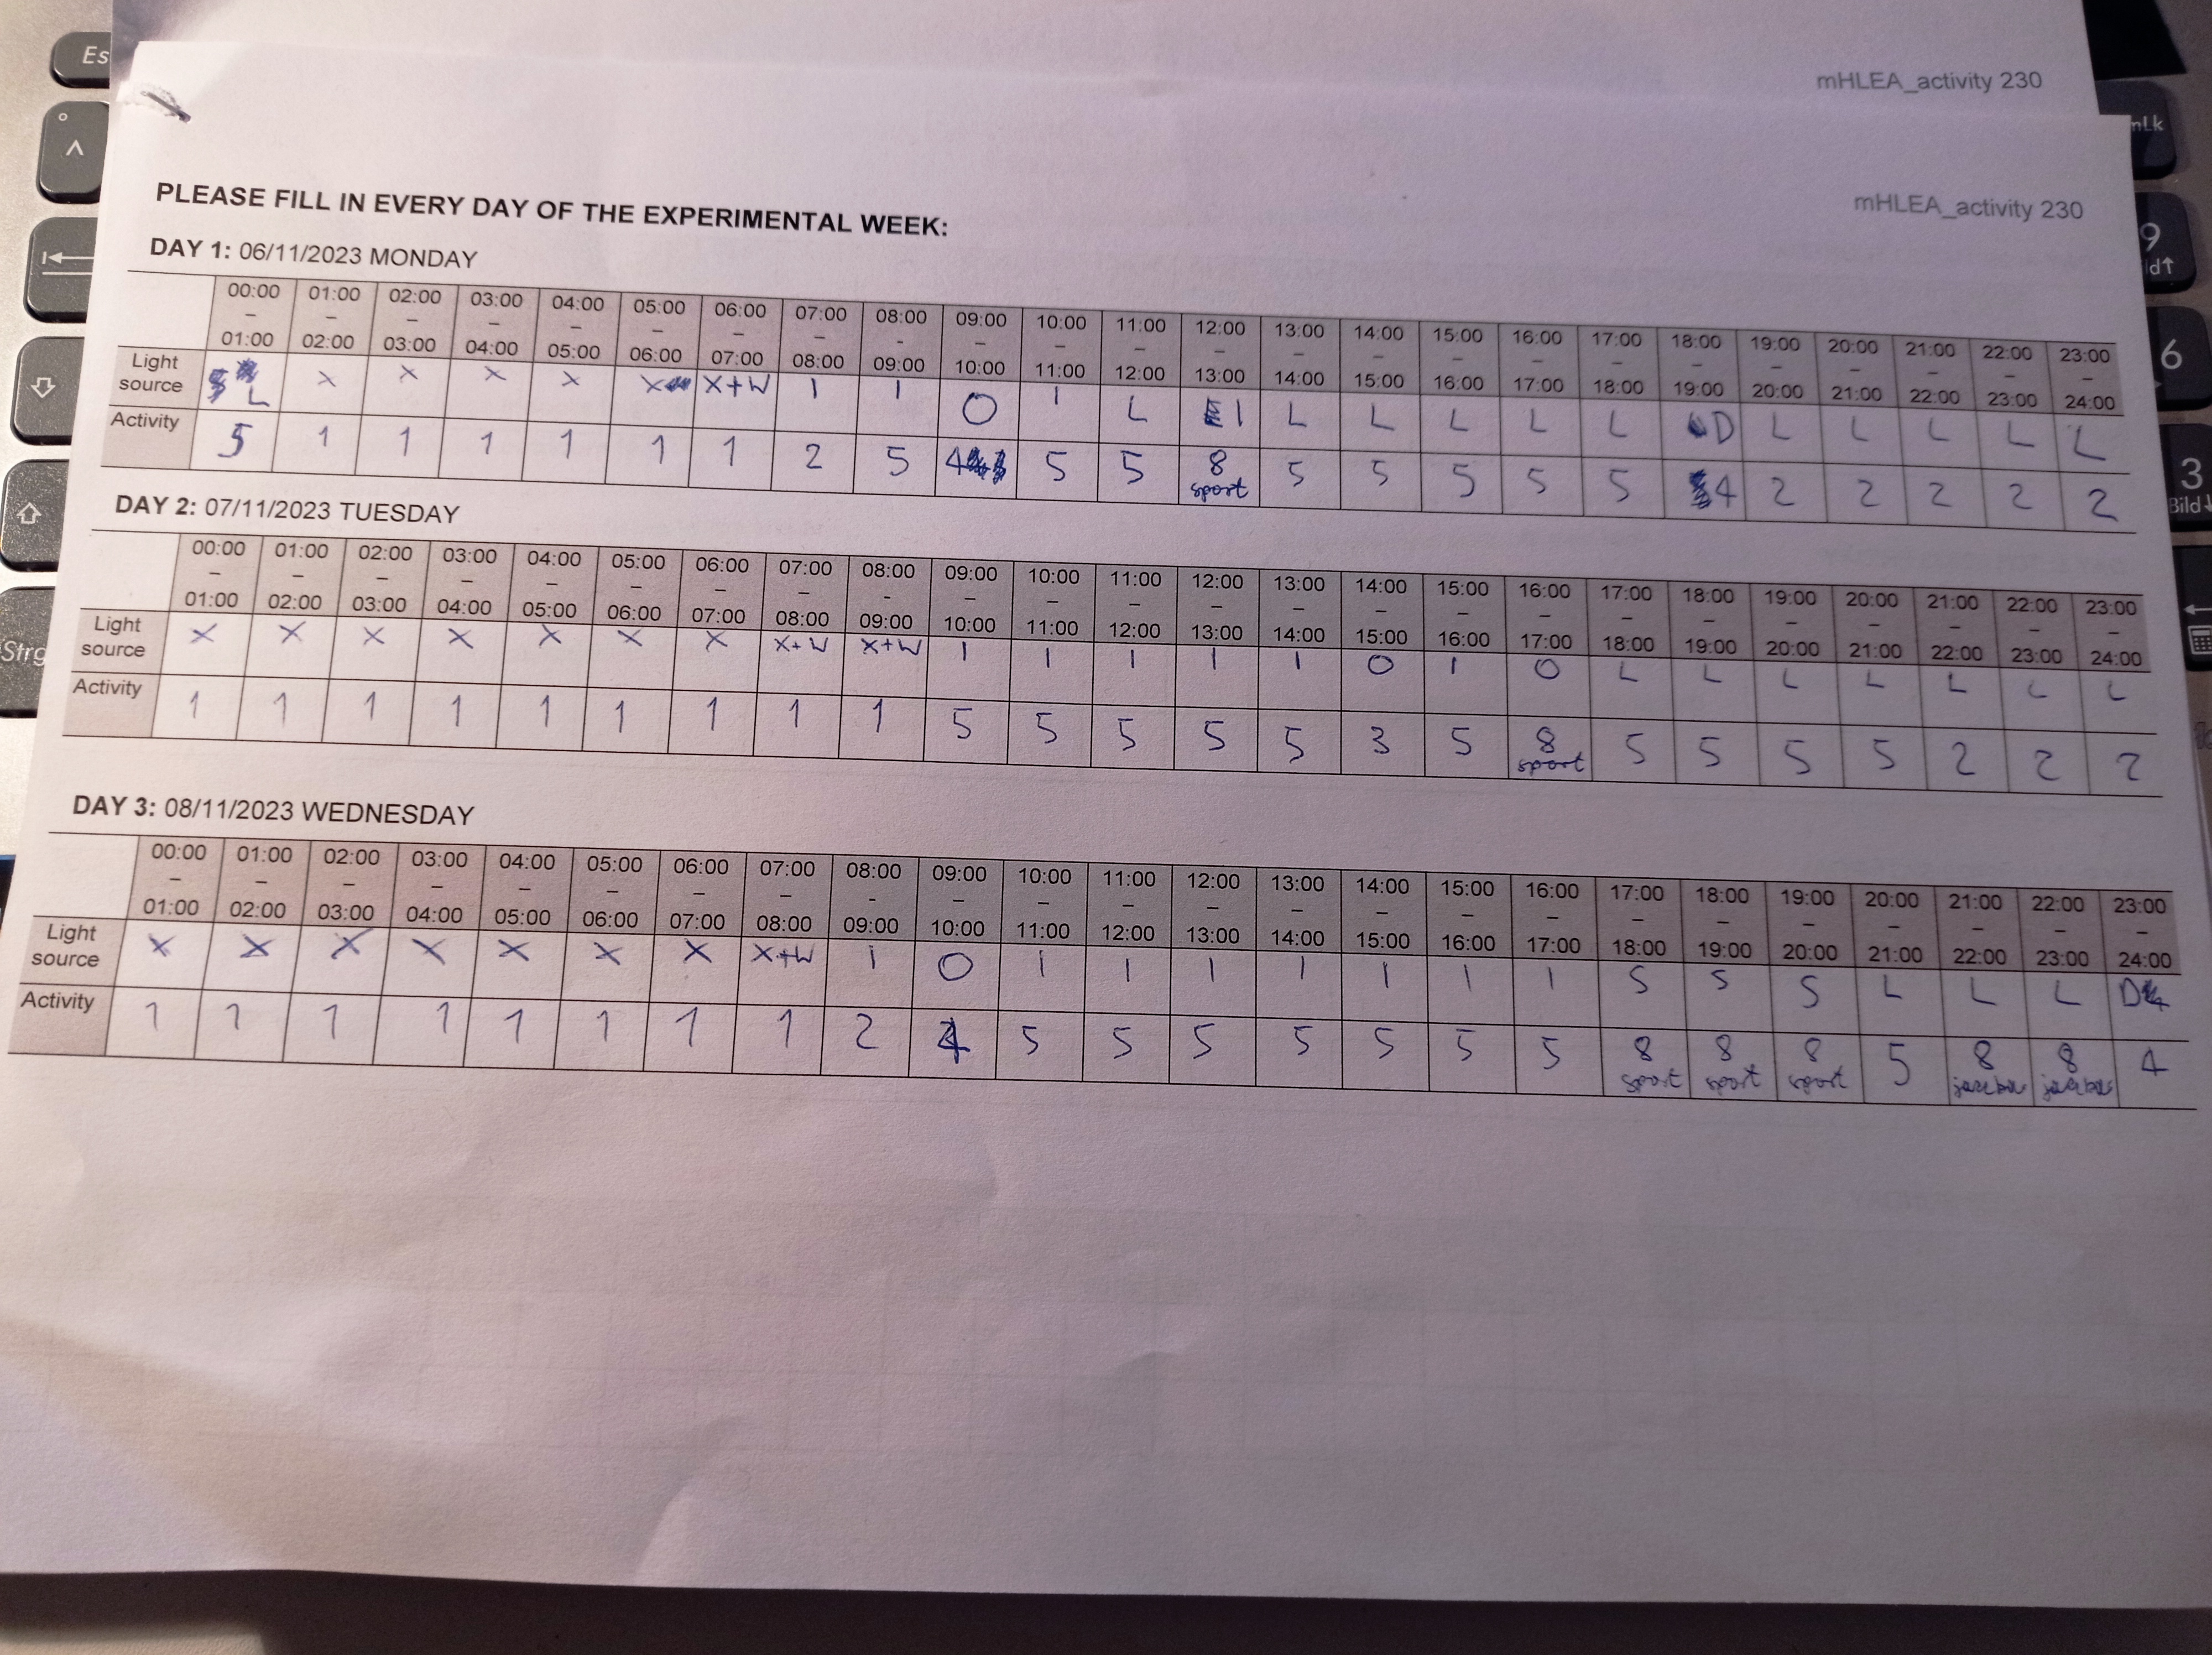 mHLEA_activity 230
mHLEA_activity 230
PLEASE FILL IN EVERY DAY OF THE EXPERIMENTAL WEEK:
DAY 1: 06/11/2023 MONDAY
00:00 01:00 02:00 03:00 04:00 05:00 06:00 07:00 08:00 09:00 10:00 11:00 12:00 13:00 14:00 15:00 16:00 17:00 18:00 19:00 20:00 21:00 22:00 23:00
– – – – – – – – – – – – – – – – – – – – – – – –
01:00 02:00 03:00 04:00 05:00 06:00 07:00 08:00 09:00 10:00 11:00 12:00 13:00 14:00 15:00 16:00 17:00 18:00 19:00 20:00 21:00 22:00 23:00 24:00
Light source L X X X X X X+W I I O I L I L L L L L D L L L L L
Activity 5 1 1 1 1 1 1 2 5 4 5 5 8 sport 5 5 5 5 5 4 2 2 2 2 2
DAY 2: 07/11/2023 TUESDAY
00:00 01:00 02:00 03:00 04:00 05:00 06:00 07:00 08:00 09:00 10:00 11:00 12:00 13:00 14:00 15:00 16:00 17:00 18:00 19:00 20:00 21:00 22:00 23:00
– – – – – – – – – – – – – – – – – – – – – – – –
01:00 02:00 03:00 04:00 05:00 06:00 07:00 08:00 09:00 10:00 11:00 12:00 13:00 14:00 15:00 16:00 17:00 18:00 19:00 20:00 21:00 22:00 23:00 24:00
Light source X X X X X X X X+W X+W I I I I I O I O L L L L L L L
Activity 1 1 1 1 1 1 1 1 1 5 5 5 5 5 3 5 8 sport 5 5 5 5 2 2 2
DAY 3: 08/11/2023 WEDNESDAY
00:00 01:00 02:00 03:00 04:00 05:00 06:00 07:00 08:00 09:00 10:00 11:00 12:00 13:00 14:00 15:00 16:00 17:00 18:00 19:00 20:00 21:00 22:00 23:00
– – – – – – – – – – – – – – – – – – – – – – – –
01:00 02:00 03:00 04:00 05:00 06:00 07:00 08:00 09:00 10:00 11:00 12:00 13:00 14:00 15:00 16:00 17:00 18:00 19:00 20:00 21:00 22:00 23:00 24:00
Light source X X X X X X X X+W I O I I I I I I I S S S L L L D
Activity 1 1 1 1 1 1 1 1 2 4 5 5 5 5 5 5 5 8 sport 8 sport 8 sport 5 8 8 4
Es
9
6
3
Bild
Strg